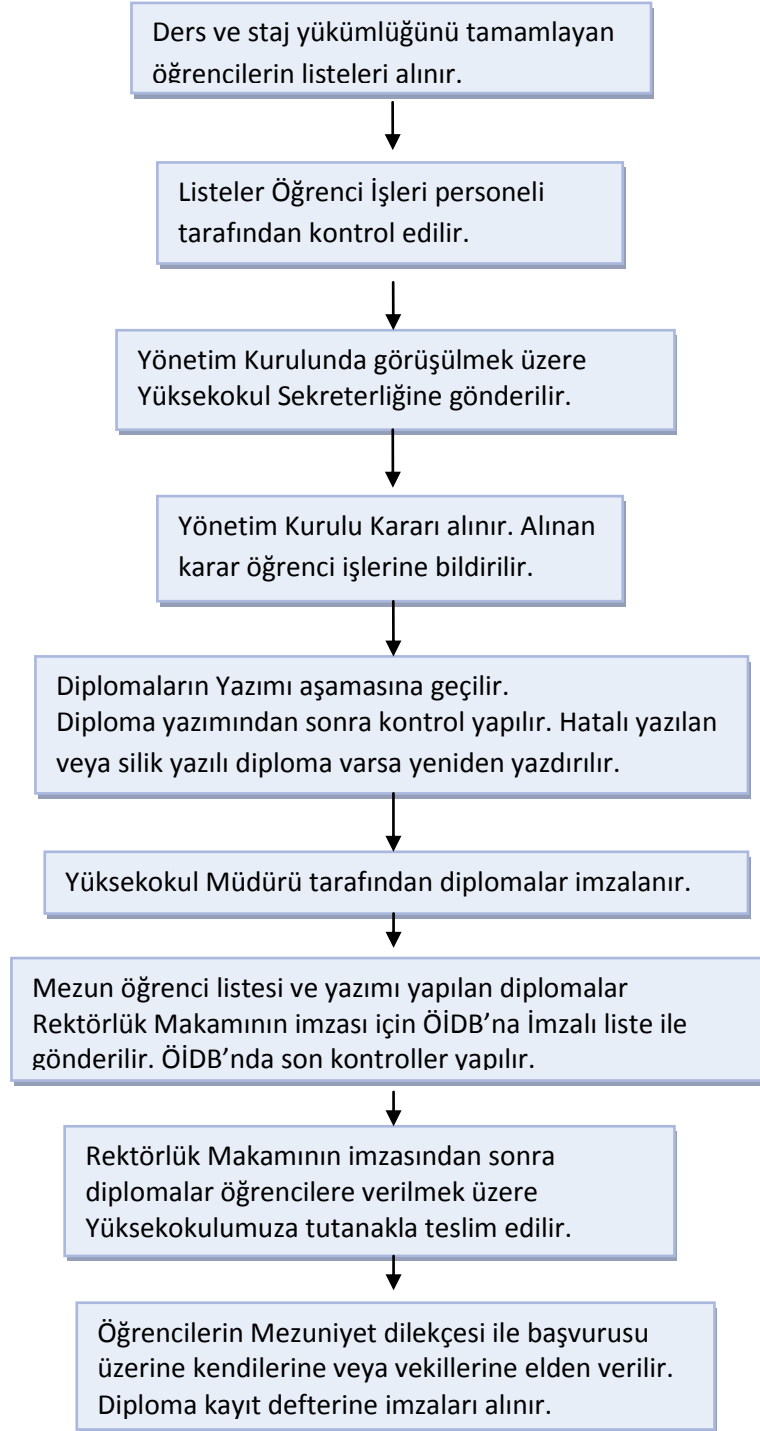 Ders ve staj yükümlüğünü tamamlayan
öğrencilerin listeleri alınır.
Listeler Öğrenci İşleri personeli
tarafından kontrol edilir.
Yönetim Kurulunda görüşülmek üzere
Yüksekokul Sekreterliğine gönderilir.
Yönetim Kurulu Kararı alınır. Alınan
karar öğrenci işlerine bildirilir.
Diplomaların Yazımı aşamasına geçilir.
Diploma yazımından sonra kontrol yapılır. Hatalı yazılan
veya silik yazılı diploma varsa yeniden yazdırılır.
Yüksekokul Müdürü tarafından diplomalar imzalanır.
Mezun öğrenci listesi ve yazımı yapılan diplomalar
Rektörlük Makamının imzası için ÖİDB’na İmzalı liste ile
gönderilir. ÖİDB’nda son kontroller yapılır.
Rektörlük Makamının imzasından sonra
diplomalar öğrencilere verilmek üzere
Yüksekokulumuza tutanakla teslim edilir.
Öğrencilerin Mezuniyet dilekçesi ile başvurusu
üzerine kendilerine veya vekillerine elden verilir.
Diploma kayıt defterine imzaları alınır.